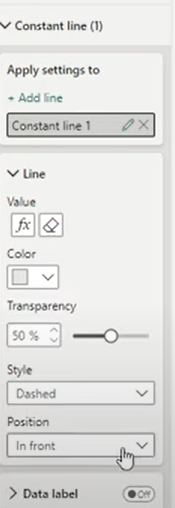 Constant line (1)
Apply settings to
+ Add line
Constant line 1
Line
Value
fx
Color
Transparency
50 %
Style
Dashed
Position
In front
Data label
Off